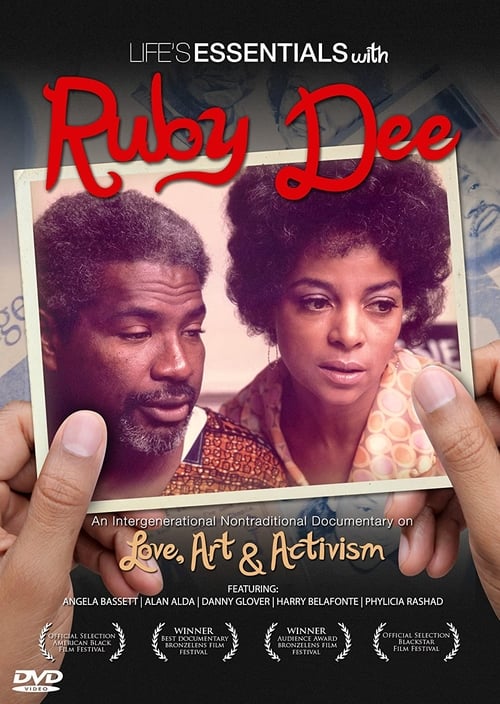 LIFE'S ESSENTIALS with
Ruby Dee
NE
An Intergenerational Nontraditional Documentary on
Love, Art & Activism
FEATURING:
ANGELA BASSETT | ALAN ALDA | DANNY GLOVER | HARRY BELAFONTE | PHYLICIA RASHAD
OFFICIAL SELECTION
AMERICAN BLACK
FILM FESTIVAL
WINNER
BEST DOCUMENTARY
BRONZELENS FILM
FESTIVAL
WINNER
AUDIENCE AWARD
BRONZELENS FILM
FESTIVAL
OFFICIAL SELECTION
BLACKSTAR
FILM FESTIVAL
DVD
VIDEO